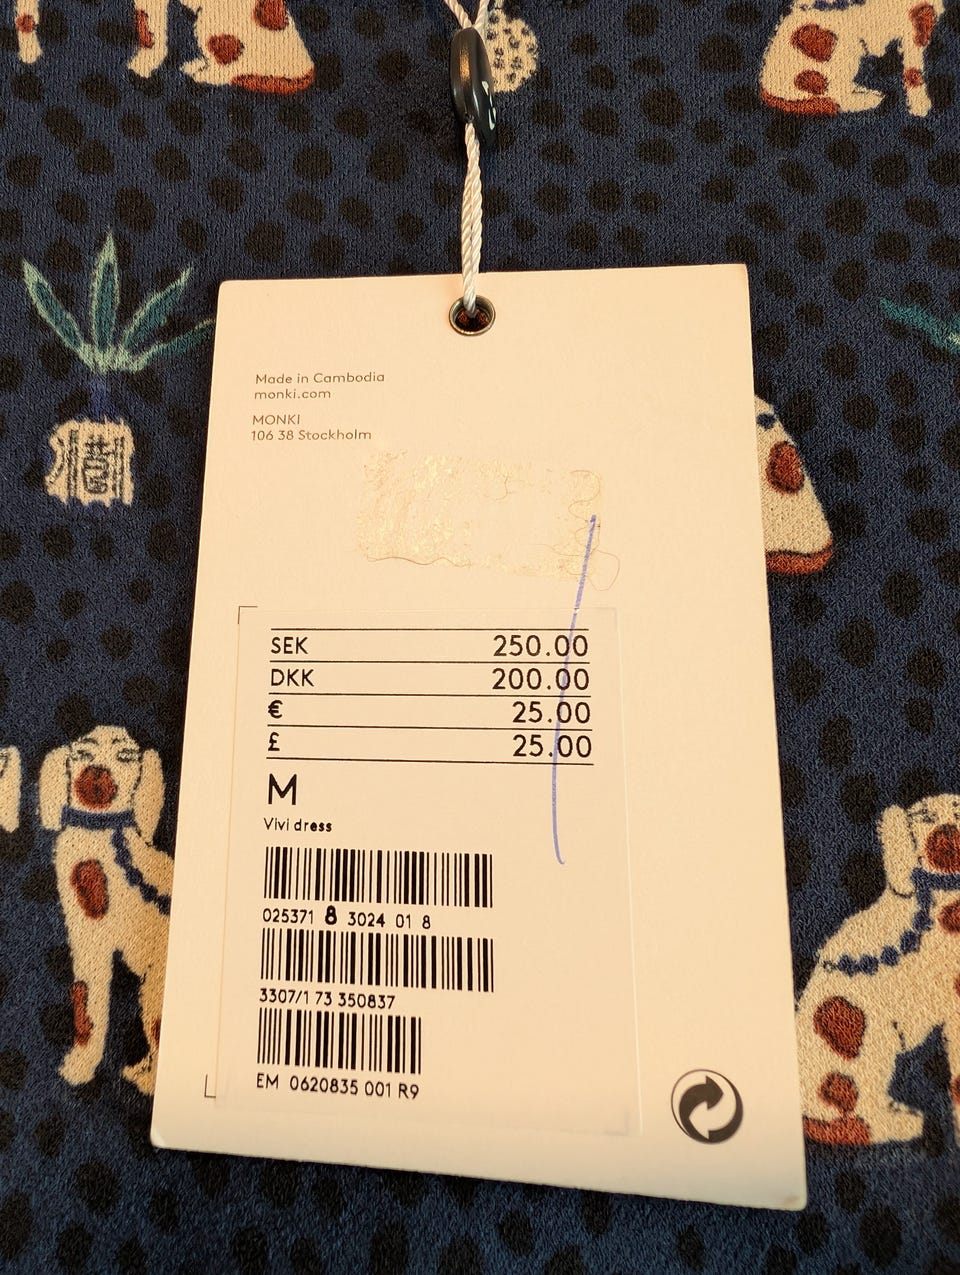 Made in Cambodia
monki.com
MONKI
106 38 Stockholm
SEK 250.00
DKK 200.00
€ 25.00
£ 25.00
M
Vivi dress
025371 8 3024 01 8
3307/1 73 350837
EM 0620835 001 R9